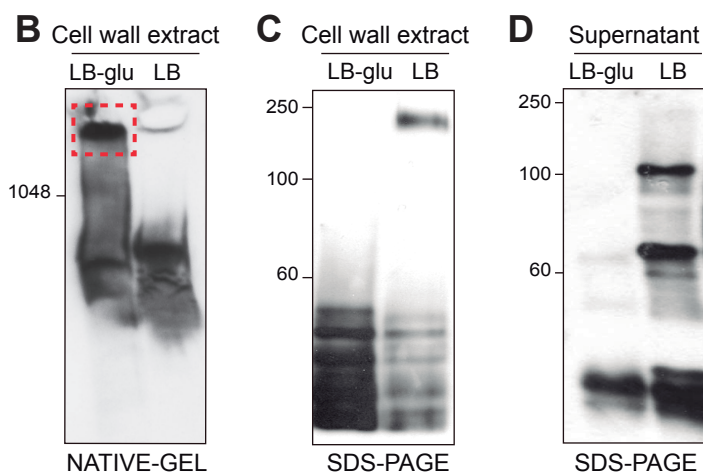 B Cell wall extract
LB-glu LB
1048
NATIVE-GEL
C Cell wall extract
LB-glu LB
250
100
60
SDS-PAGE
D Supernatant
LB-glu LB
250
100
60
SDS-PAGE